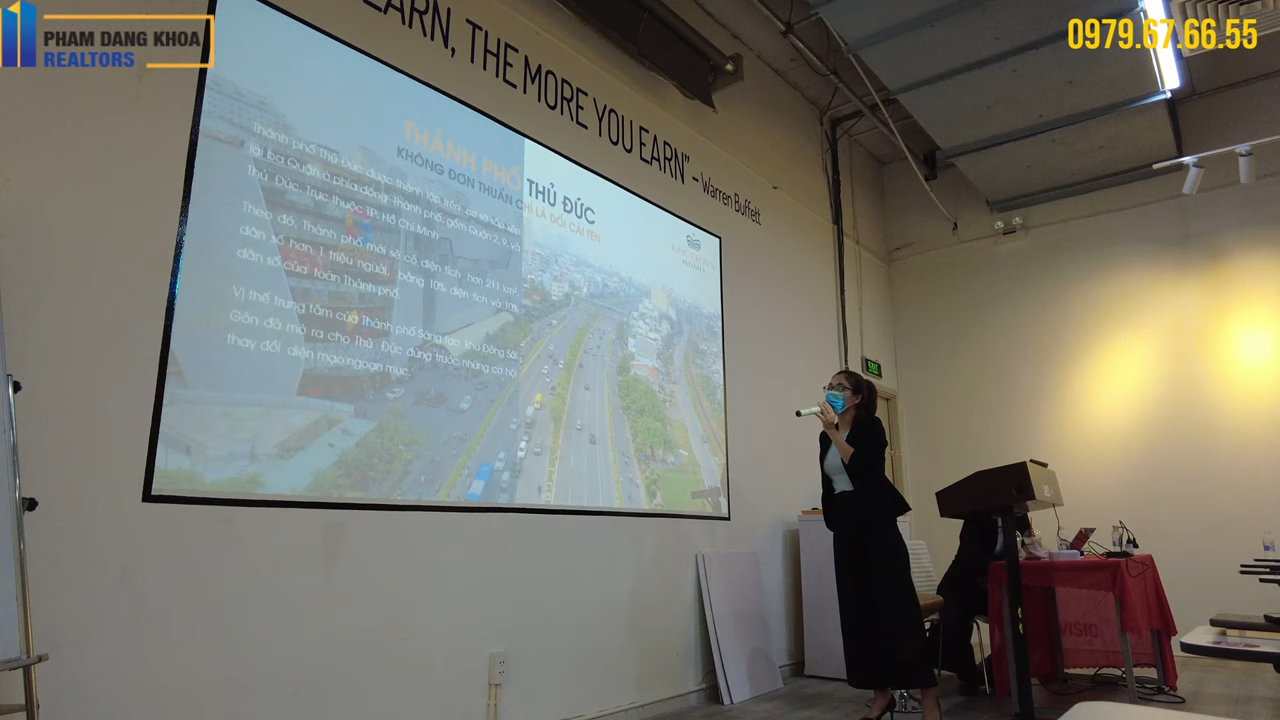 PHAM DANG KHOA
REALTORS
0979.67.66.55
EARN, THE MORE YOU EARN" – Warren Buffett
THÀNH PHỐ THỦ ĐỨC
KHÔNG ĐƠN THUẦN CHỈ LÀ ĐỔI CÁI TÊN
Thành phố Thủ Đức được thành lập trên cơ sở sáp xếp
lại ba Quận ở phía đông Thành phố: gồm Quận 2, 9, và
Thủ Đức. Trực thuộc TP. Hồ Chí Minh
Theo đó, Thành phố mới sẽ có diện tích hơn 211 km²,
dân số hơn 1 triệu người, bằng 10% diện tích và 10%
dân số của toàn Thành phố.
Vị thế trung tâm của Thành phố Sáng tạo khu Đông Sài
Gòn đã mở ra cho Thủ Đức đứng trước những cơ hội
thay đổi diện mạo ngoạn mục.
KING CROWN
INFINITY
EXIT
VISIO